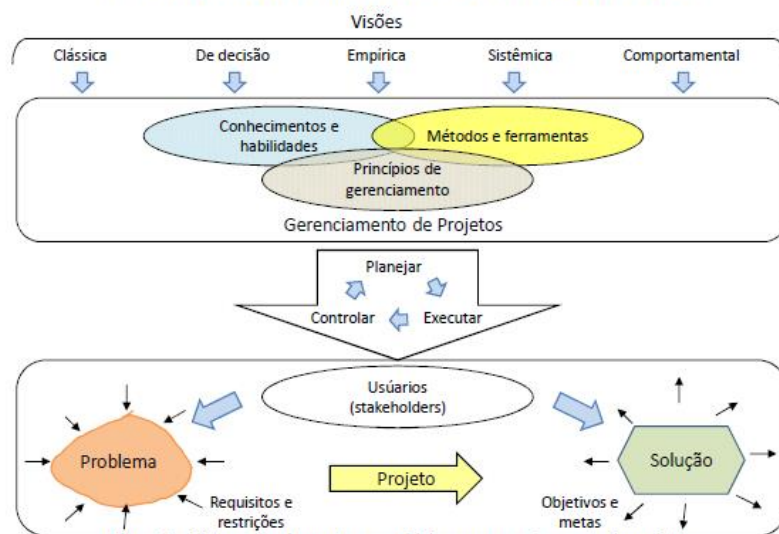 Visões
Clássica De decisão Empírica Sistêmica Comportamental
Conhecimentos e
habilidades
Métodos e ferramentas
Princípios de
gerenciamento
Gerenciamento de Projetos
Planejar
Controlar Executar
Usuários
(stakeholders)
Problema
Solução
Projeto
Requisitos e
restrições
Objetivos e
metas